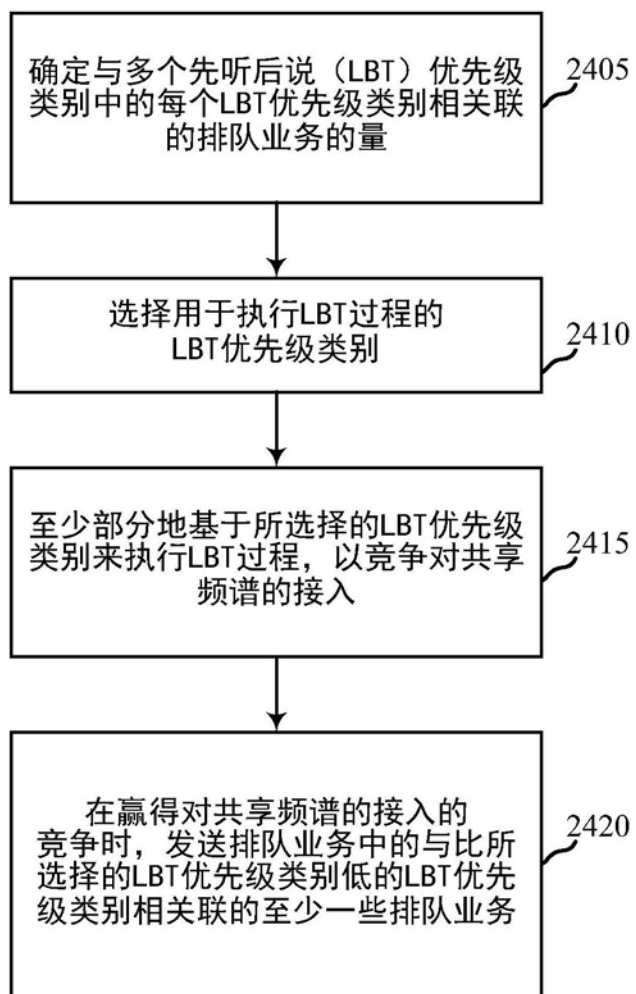 确定与多个先听后说（LBT）优先级
类别中的每个LBT优先级类别相关联
的排队业务的量
2405
选择用于执行LBT过程的
LBT优先级类别
2410
至少部分地基于所选择的LBT优先级
类别来执行LBT过程，以竞争对共享
频谱的接入
2415
在赢得对共享频谱的接入的
竞争时，发送排队业务中的与比所
选择的LBT优先级类别低的LBT优先
级类别相关联的至少一些排队业务
2420